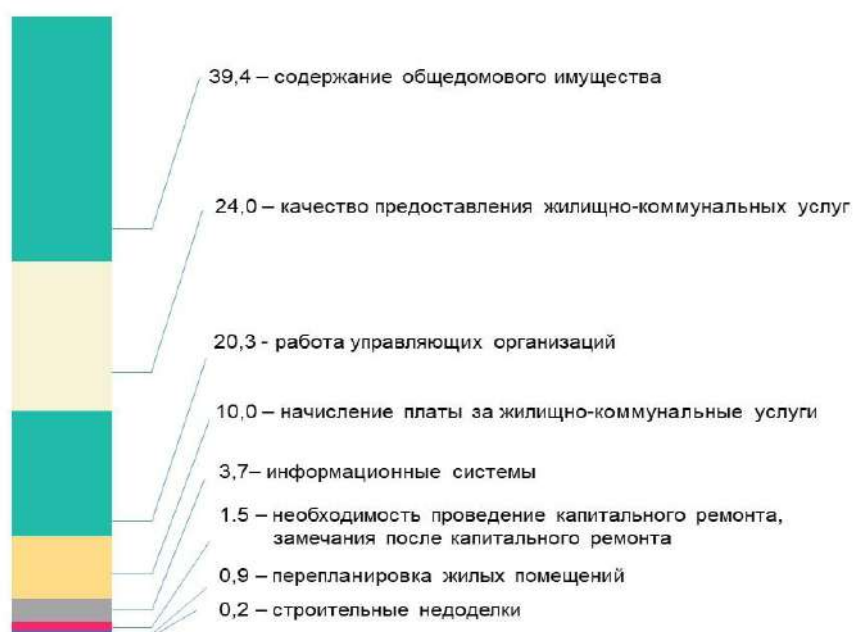 39,4 – содержание общедомового имущества
24,0 – качество предоставления жилищно-коммунальных услуг
20,3 - работа управляющих организаций
10,0 – начисление платы за жилищно-коммунальные услуги
3,7– информационные системы
1.5 – необходимость проведение капитального ремонта,
замечания после капитального ремонта
0,9 – перепланировка жилых помещений
0,2 – строительные недоделки